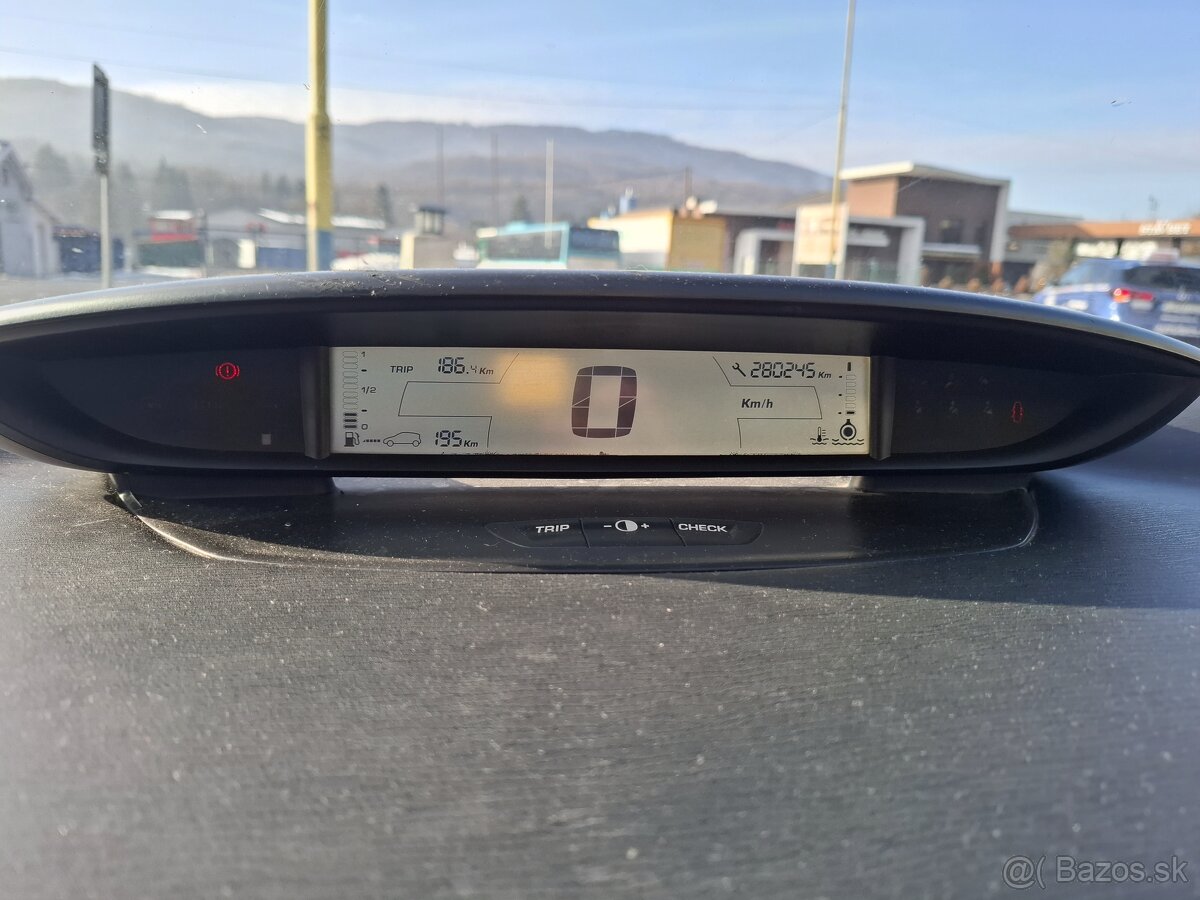 1
TRIP 186.4 Km
280245 Km
1/2
0
Km/h
0
195 Km
TRIP - + CHECK
@ Bazos.sk